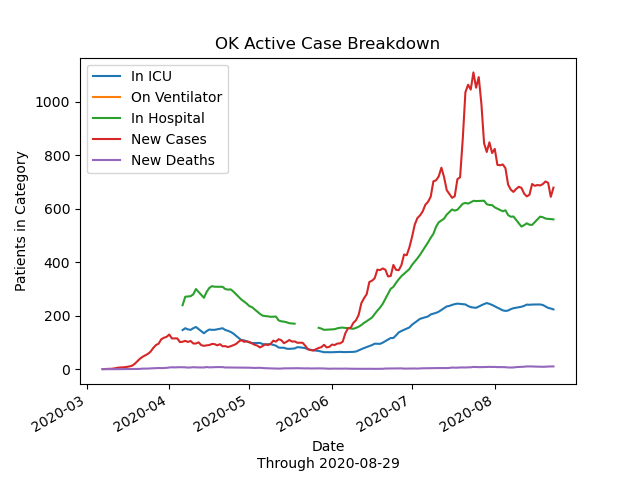 OK Active Case Breakdown
In ICU
On Ventilator
In Hospital
New Cases
New Deaths
Patients in Category
1000
800
600
400
200
0
2020-03
2020-04
2020-05
2020-06
2020-07
2020-08
Date
Through 2020-08-29